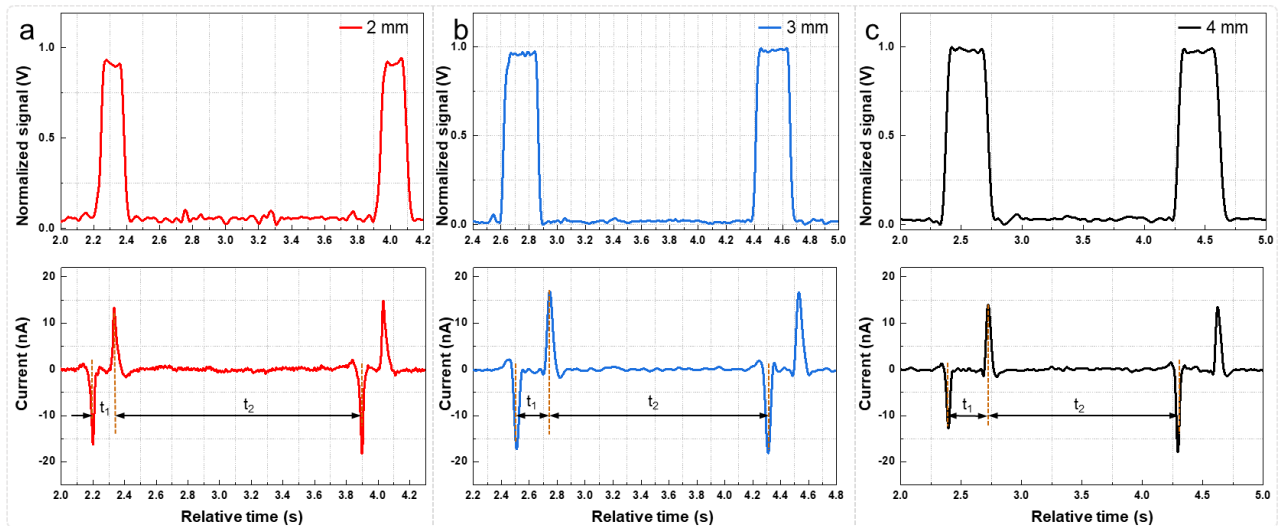 a
2 mm
Normalized signal (V)
1.0
0.5
0.0
2.0 2.2 2.4 2.6 2.8 3.0 3.2 3.4 3.6 3.8 4.0 4.2
b
3 mm
Normalized signal (V)
1.0
0.5
0.0
2.4 2.6 2.8 3.0 3.2 3.4 3.6 3.8 4.0 4.2 4.4 4.6 4.8 5.0
c
4 mm
Normalized signal (V)
1.0
0.5
0.0
2.0 2.5 3.0 3.5 4.0 4.5 5.0
Current (nA)
20
10
0
-10
-20
t1
t2
2.0 2.2 2.4 2.6 2.8 3.0 3.2 3.4 3.6 3.8 4.0 4.2
Relative time (s)
Current (nA)
20
10
0
-10
-20
t1
t2
2.2 2.4 2.6 2.8 3.0 3.2 3.4 3.6 3.8 4.0 4.2 4.4 4.6 4.8
Relative time (s)
Current (nA)
20
10
0
-10
-20
t1
t2
2.0 2.5 3.0 3.5 4.0 4.5 5.0
Relative time (s)